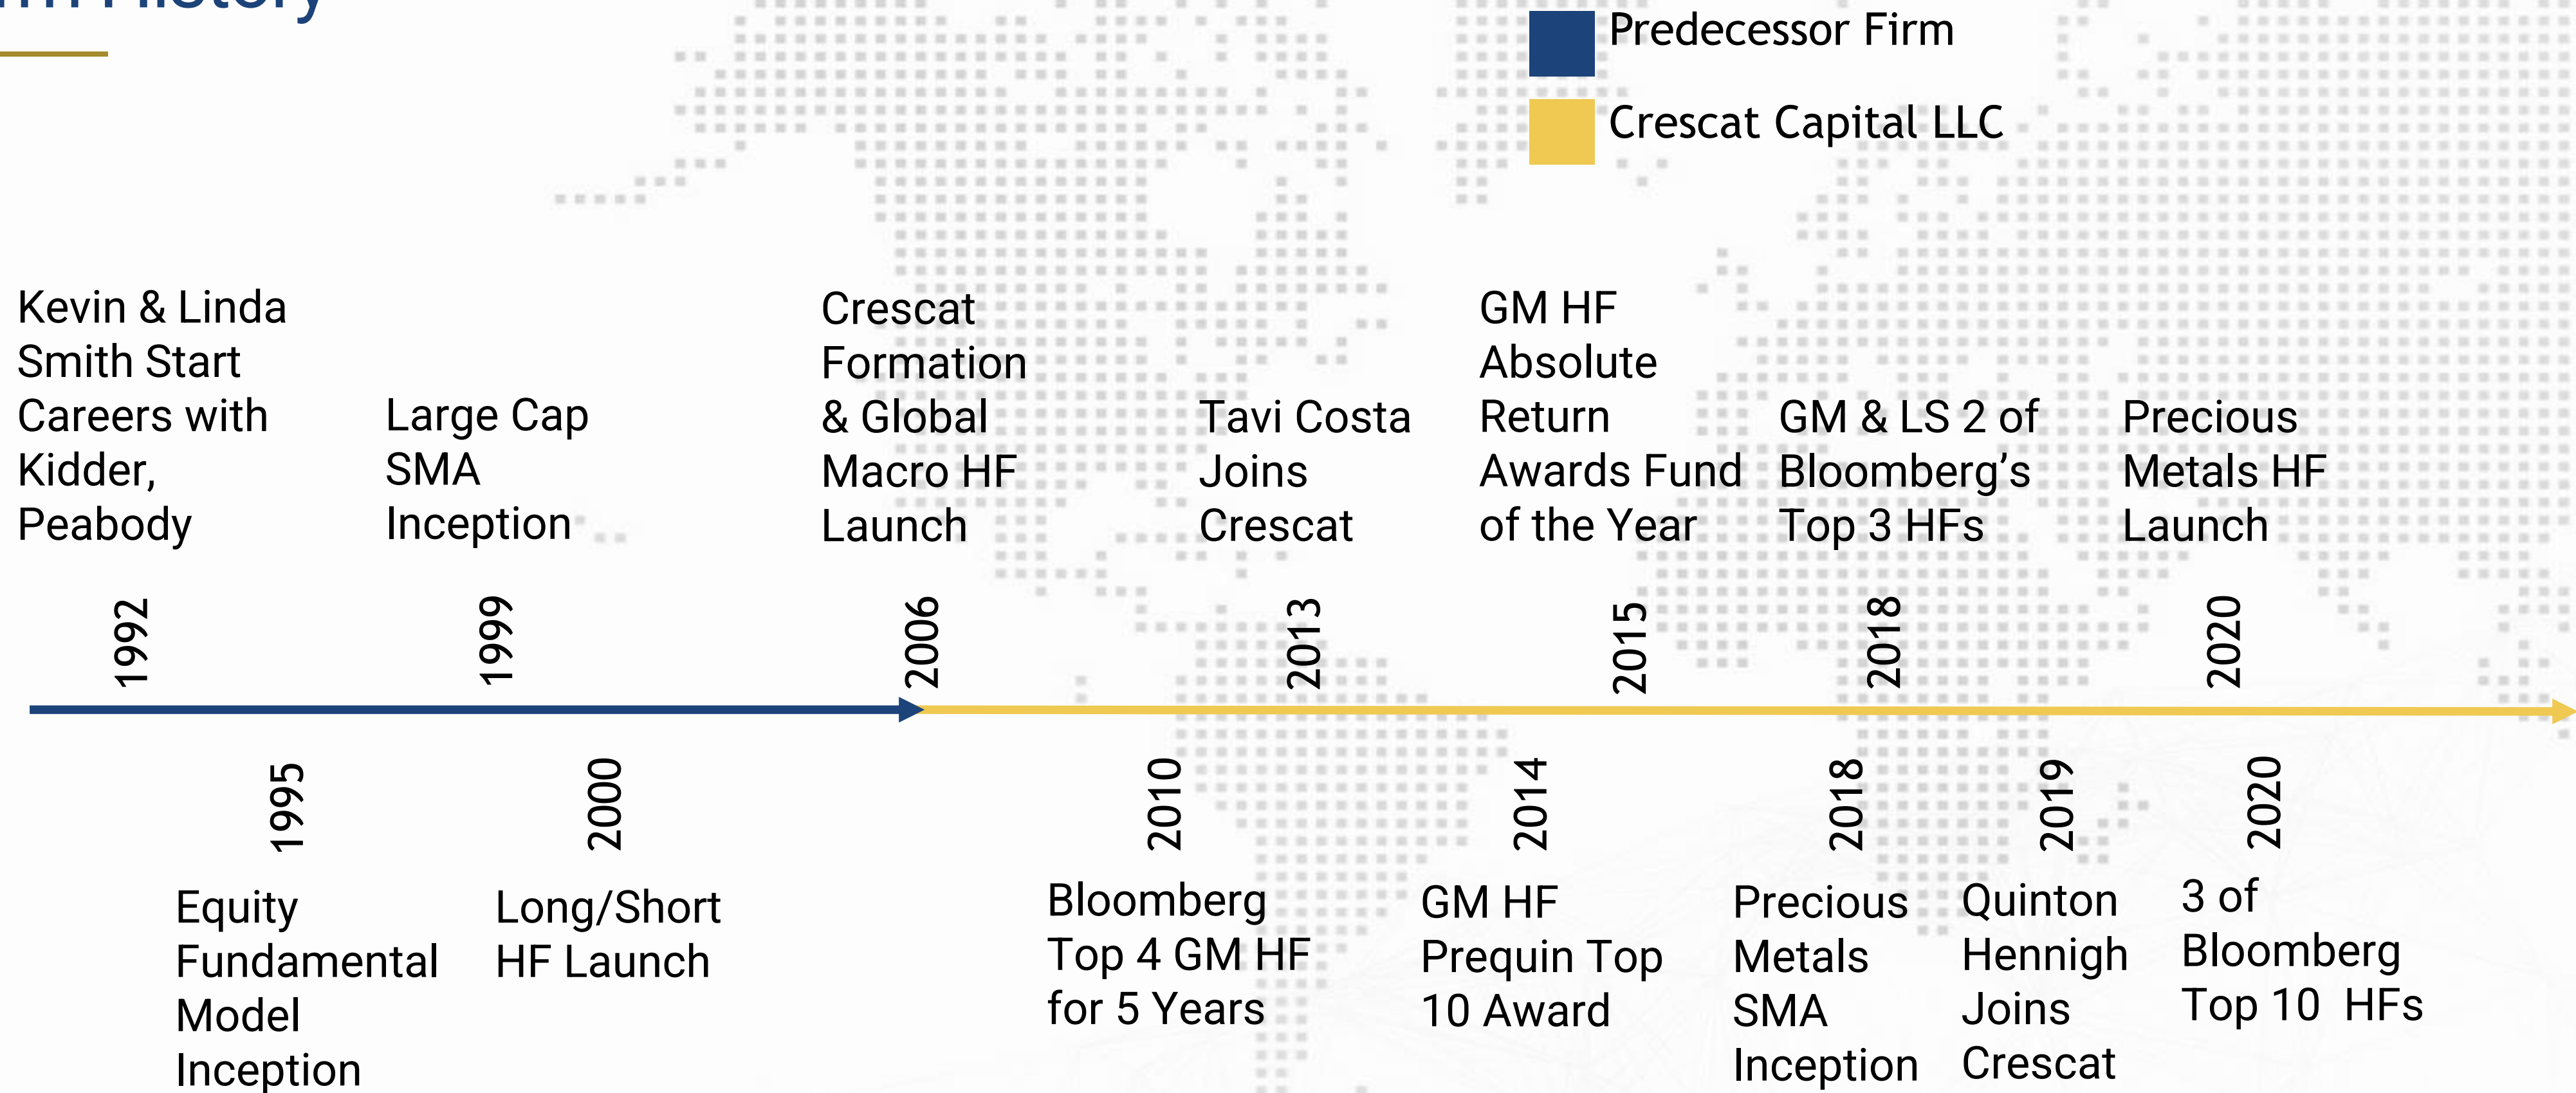 History
Predecessor Firm
Crescat Capital LLC
Kevin & Linda
Smith Start
Careers with
Kidder,
Peabody
Large Cap
SMA
Inception
Crescat
Formation
& Global
Macro HF
Launch
Tavi Costa
Joins
Crescat
GM HF
Absolute
Return
Awards Fund
of the Year
GM & LS 2 of
Bloomberg’s
Top 3 HFs
Precious
Metals HF
Launch
1992
1999
2006
2013
2015
2018
2020
1995
2000
2010
2014
2018
2019
2020
Equity
Fundamental
Model
Inception
Long/Short
HF Launch
Bloomberg
Top 4 GM HF
for 5 Years
GM HF
Prequin Top
10 Award
Precious
Metals
SMA
Inception
Quinton
Hennigh
Joins
Crescat
3 of
Bloomberg
Top 10  HFs